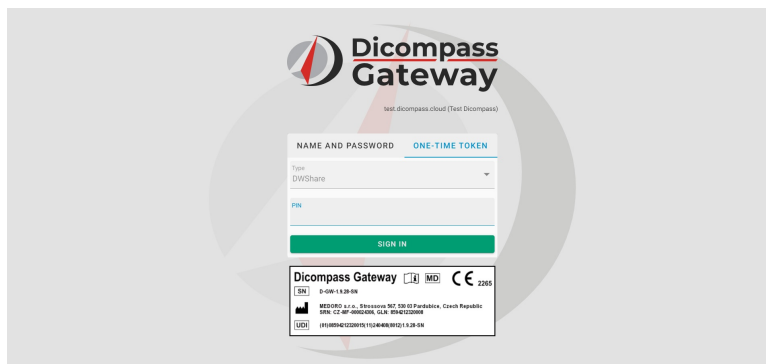 Dicompass
Gateway
test.dicompass.cloud (Test Dicompass)
NAME AND PASSWORD ONE-TIME TOKEN
Type
DWShare
PIN
SIGN IN
Dicompass Gateway i MD CE 2265
SN D-GW-1.9.28-SN
MEDORO s.r.o., Strossova 567, 530 03 Pardubice, Czech Republic
SRN: CZ-MF-000024306, GLN: 8594212320008
UDI (01)08594212320015(11)240408(8012)1.9.28-SN